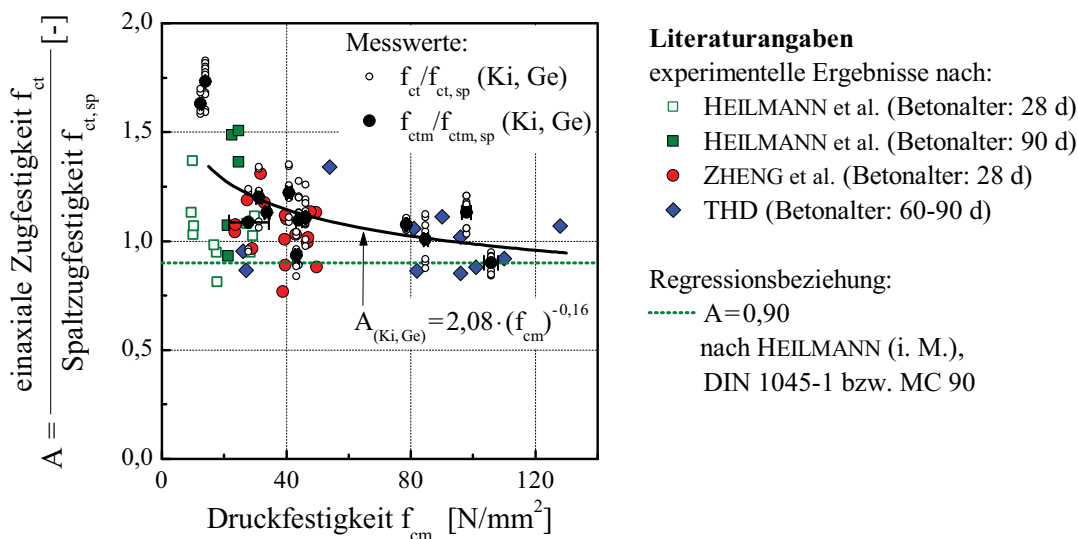 A = einaxiale Zugfestigkeit f_ct / Spaltzugfestigkeit f_ct, sp [-]
2,0
1,5
1,0
0,5
0,0
0 40 80 120
Druckfestigkeit f_cm [N/mm²]
Messwerte:
f_ct/f_ct, sp (Ki, Ge)
f_ctm/f_ctm, sp (Ki, Ge)
A_(Ki, Ge) = 2,08 · (f_cm)^-0,16
Literaturangaben
experimentelle Ergebnisse nach:
HEILMANN et al. (Betonalter: 28 d)
HEILMANN et al. (Betonalter: 90 d)
ZHENG et al. (Betonalter: 28 d)
THD (Betonalter: 60-90 d)
Regressionsbeziehung:
A=0,90
nach HEILMANN (i. M.),
DIN 1045-1 bzw. MC 90